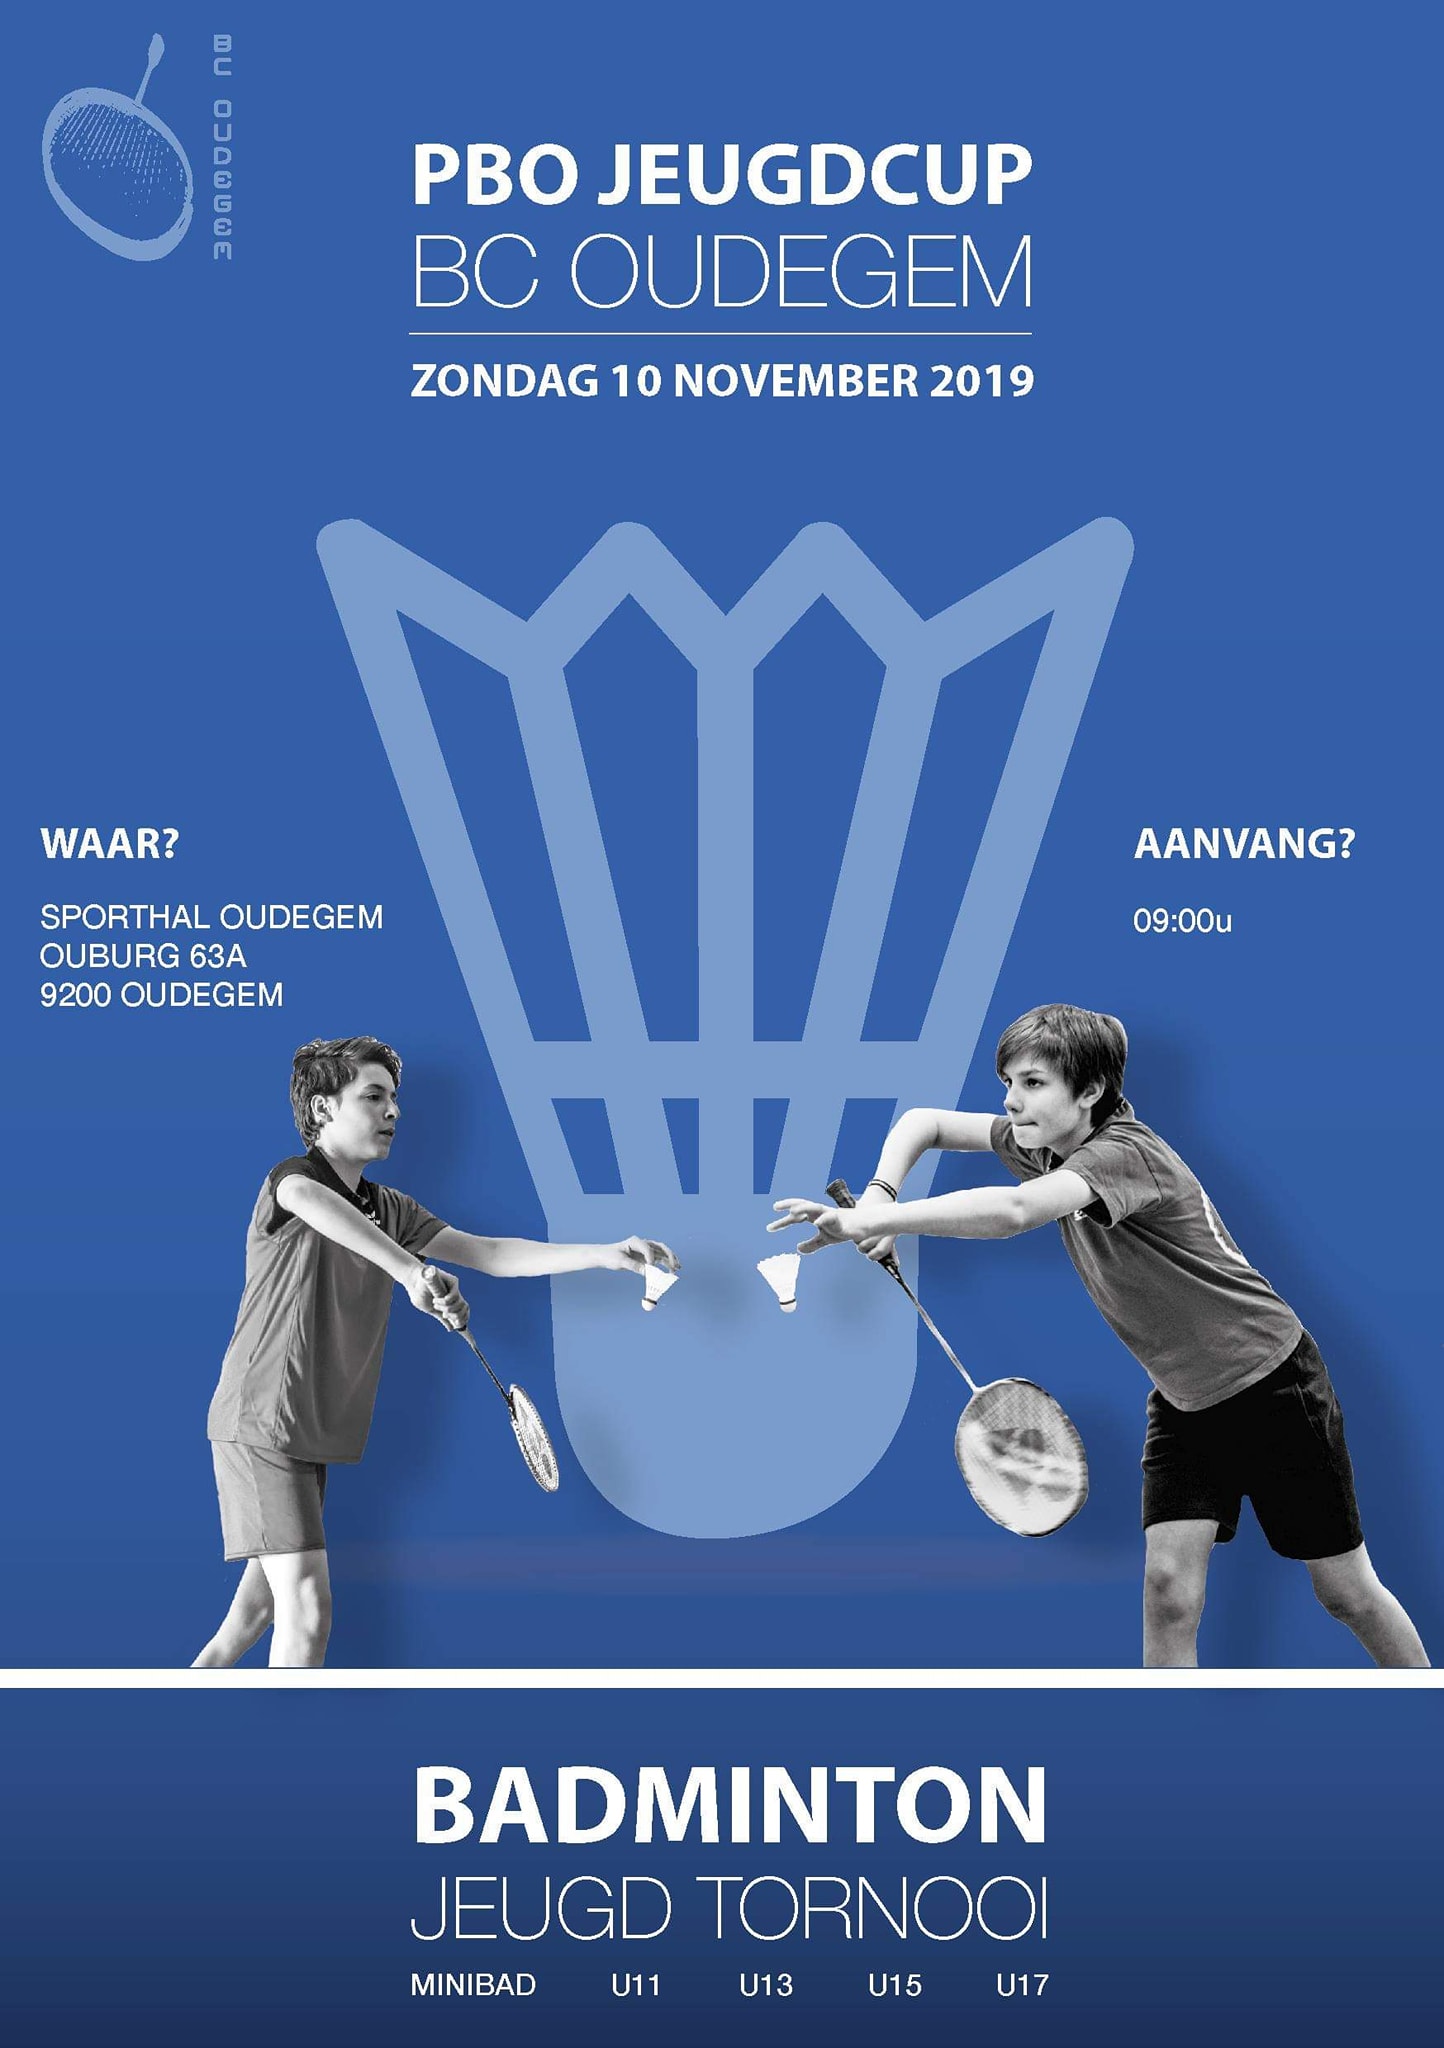 BC OUDEGEM
PBO JEUGDCUP
BC OUDEGEM
ZONDAG 10 NOVEMBER 2019
WAAR?
SPORTHAL OUDEGEM
OUBURG 63A
9200 OUDEGEM
AANVANG?
09:00u
BADMINTON
JEUGD TORNOOI
MINIBAD U11 U13 U15 U17